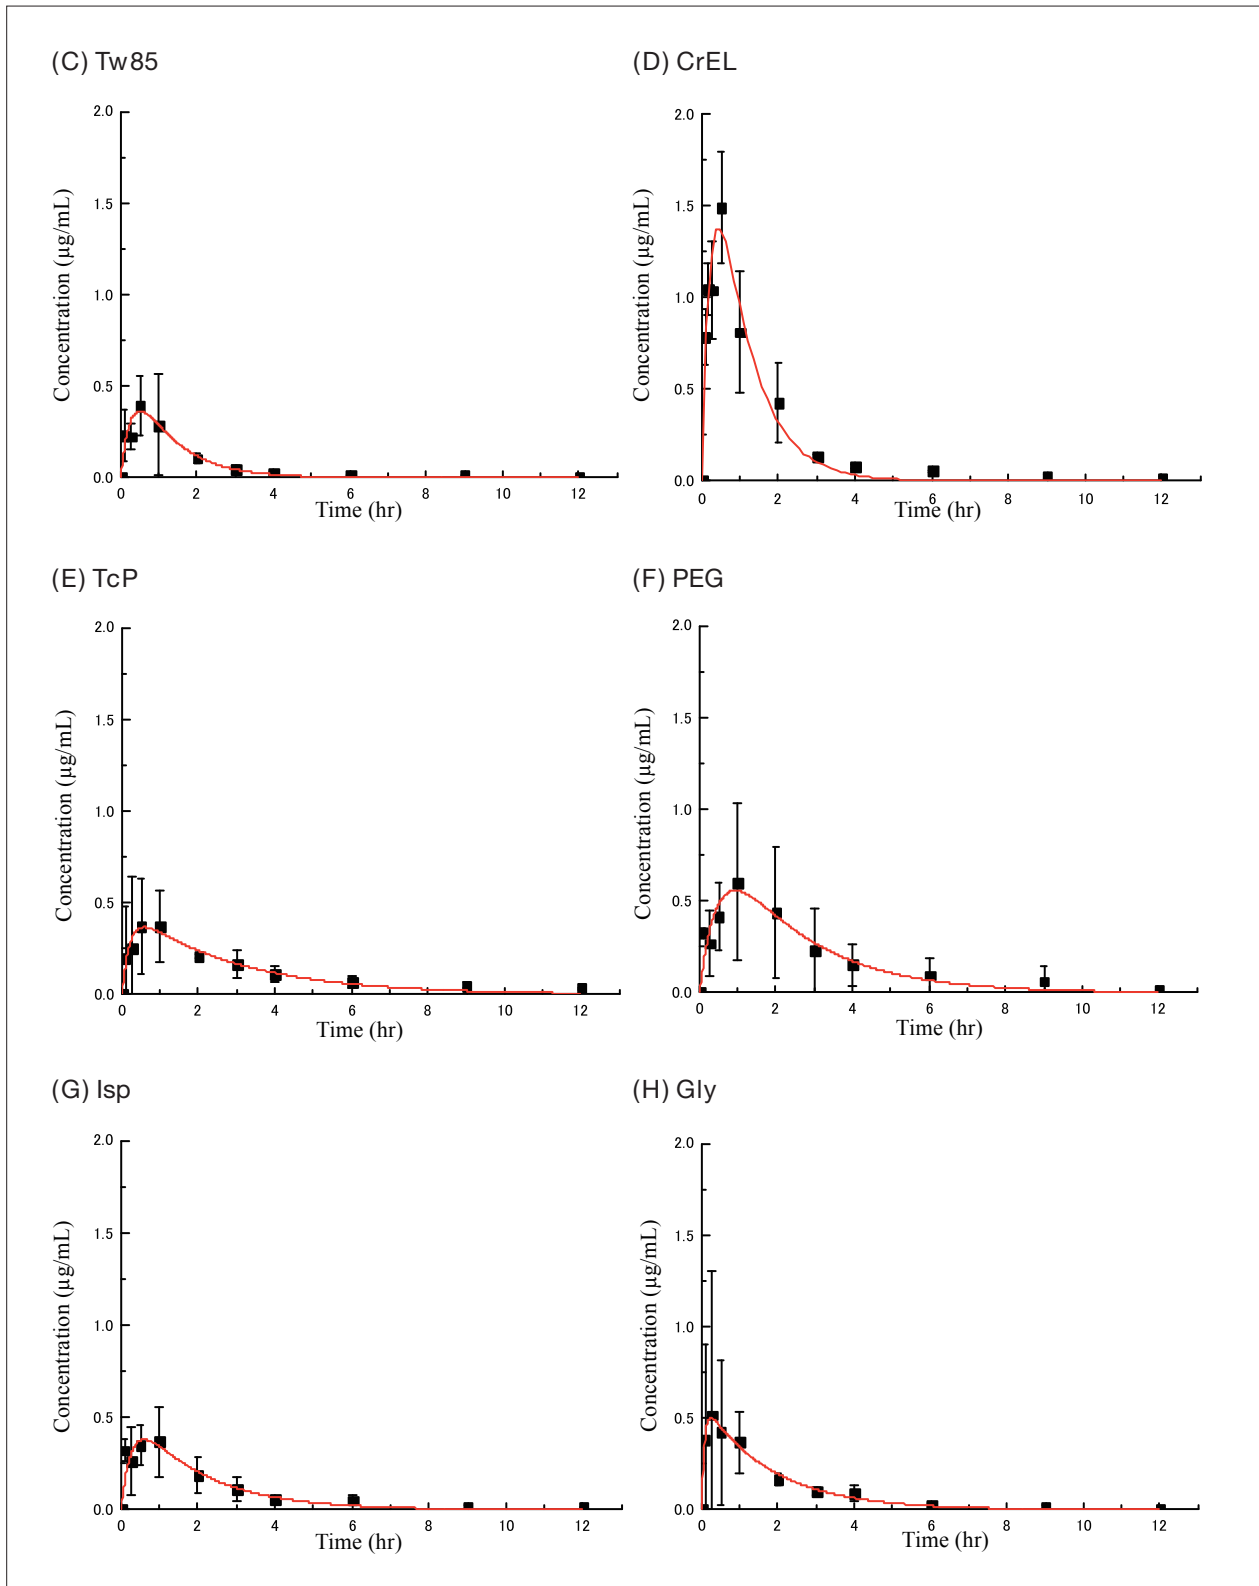 (C) Tw85
(D) CrEL
2.0
1.5
1.0
0.5
0.0
Concentration (µg/mL)
0 2 4 6 8 10 12
Time (hr)
2.0
1.5
1.0
0.5
0.0
Concentration (µg/mL)
0 2 4 6 8 10 12
Time (hr)
(E) TcP
(F) PEG
2.0
1.5
1.0
0.5
0.0
Concentration (µg/mL)
0 2 4 6 8 10 12
Time (hr)
2.0
1.5
1.0
0.5
0.0
Concentration (µg/mL)
0 2 4 6 8 10 12
Time (hr)
(G) Isp
(H) Gly
2.0
1.5
1.0
0.5
0.0
Concentration (µg/mL)
0 2 4 6 8 10 12
Time (hr)
2.0
1.5
1.0
0.5
0.0
Concentration (µg/mL)
0 2 4 6 8 10 12
Time (hr)